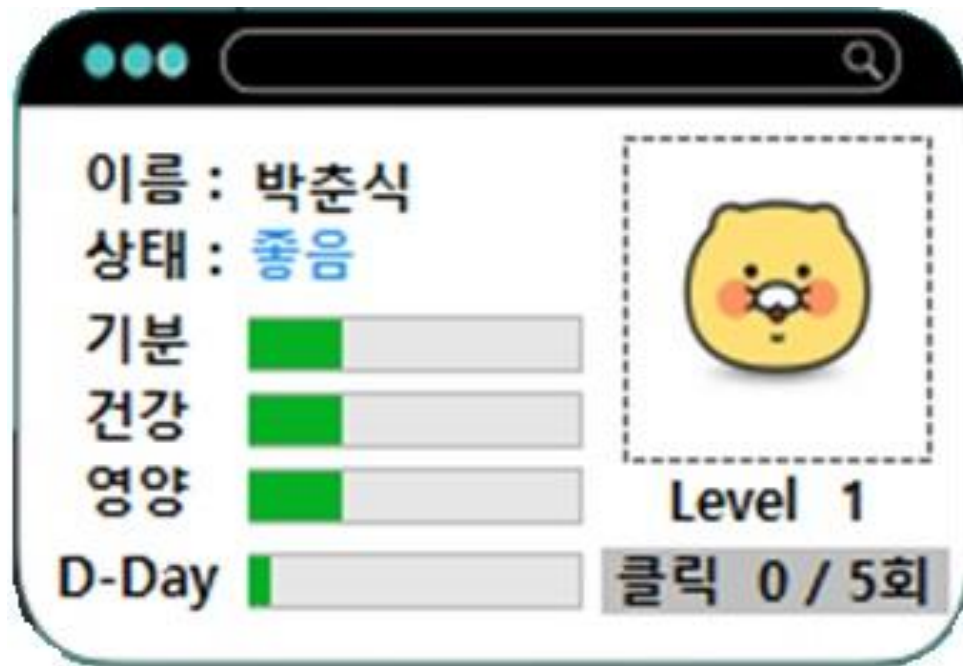 이름 : 박춘식
상태 : 좋음
기분
건강
영양
D-Day
Level 1
클릭 0 / 5회